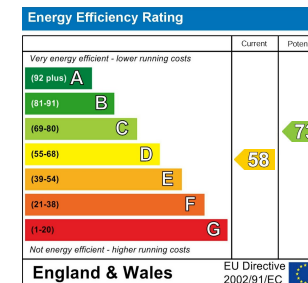 Energy Efficiency Rating
Current
Very energy efficient - lower running costs
(92 plus) A
(81-91) B
(69-80) C
(55-68) D
58
(39-54) E
(21-38) F
(1-20) G
Not energy efficient - higher running costs
England & Wales
EU Directive
2002/91/EC